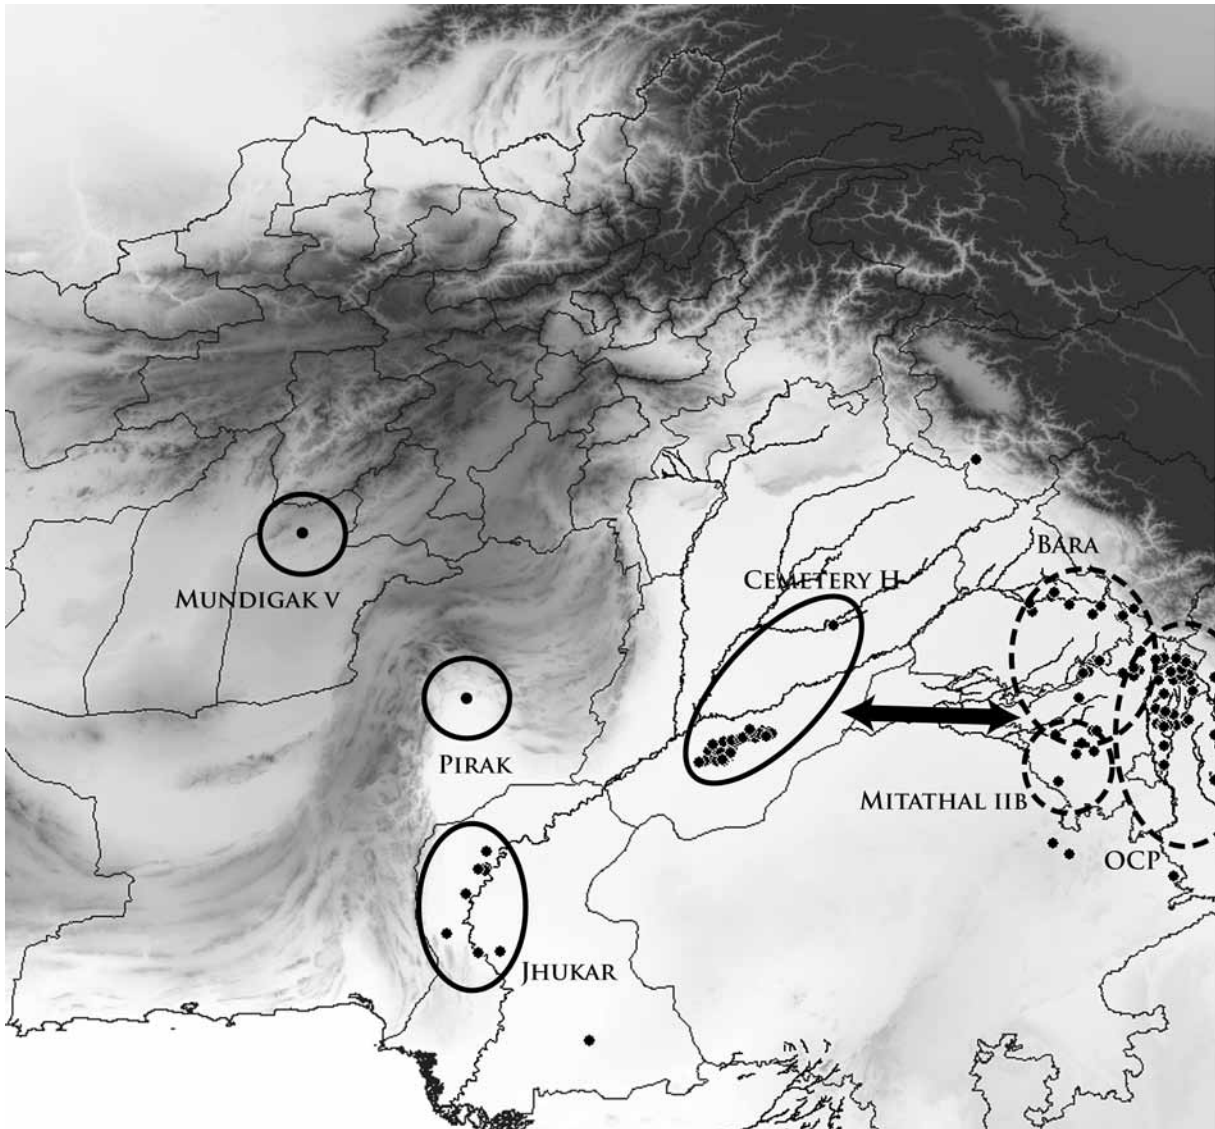 BARA
CEMETERY H
MUNDIGAK V
PIRAK
MITATHAL IIB
OCP
JHUKAR